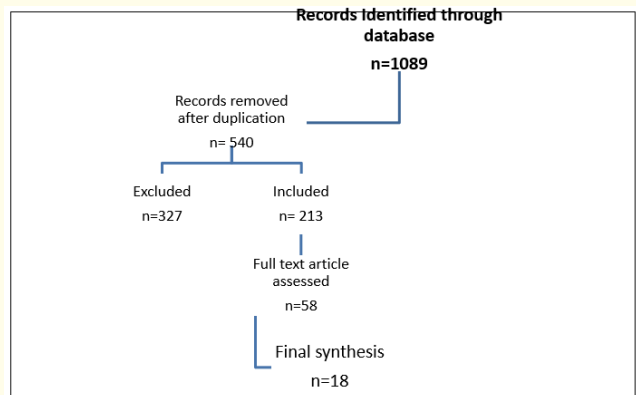 Records Identified through
database
n=1089
Records removed
after duplication
n= 540
Excluded
n=327
Included
n= 213
Full text article
assessed
n=58
Final synthesis
n=18